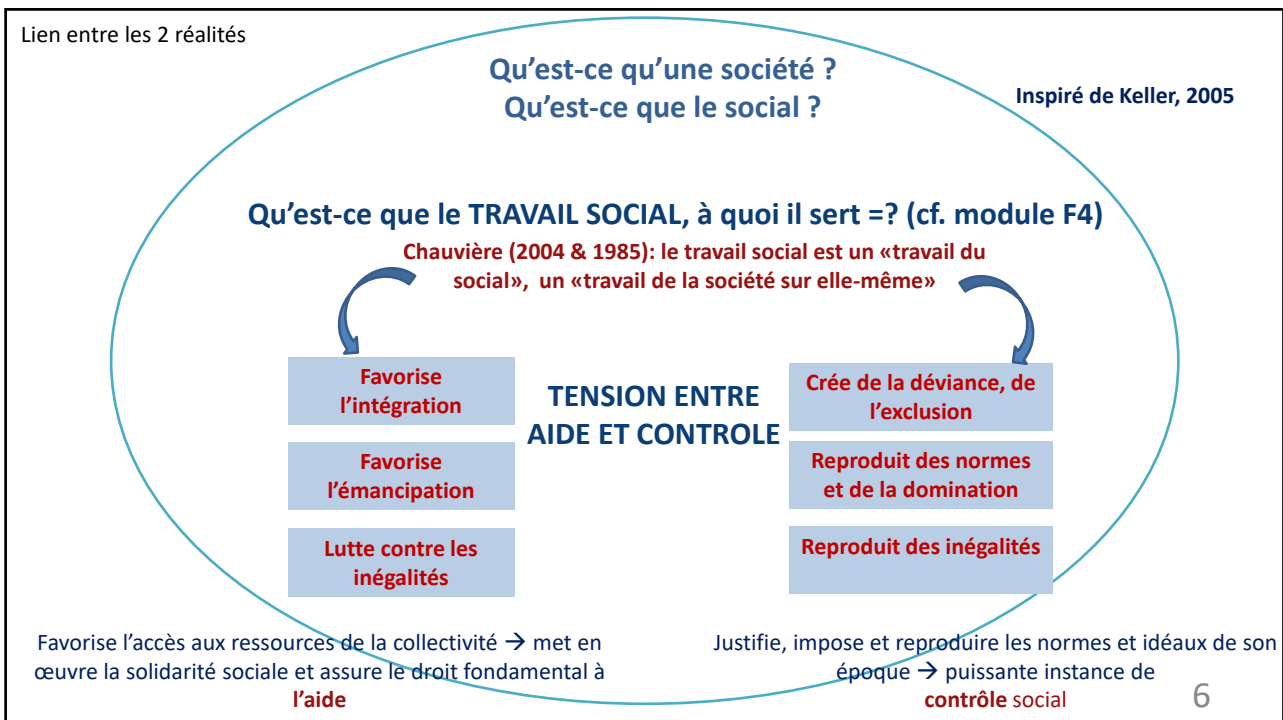 Lien entre les 2 réalités
Qu'est-ce qu'une société ?
Qu'est-ce que le social ?
Inspiré de Keller, 2005
Qu'est-ce que le TRAVAIL SOCIAL, à quoi il sert =? (cf. module F4)
Chauvière (2004 & 1985): le travail social est un «travail du
social», un «travail de la société sur elle-même»
Favorise
l'intégration
Favorise
l'émancipation
Lutte contre les
inégalités
TENSION ENTRE
AIDE ET CONTROLE
Crée de la déviance, de
l'exclusion
Reproduit des normes
et de la domination
Reproduit des inégalités
Favorise l'accès aux ressources de la collectivité → met en
œuvre la solidarité sociale et assure le droit fondamental à
l'aide
Justifie, impose et reproduire les normes et idéaux de son
époque → puissante instance de
contrôle social
6